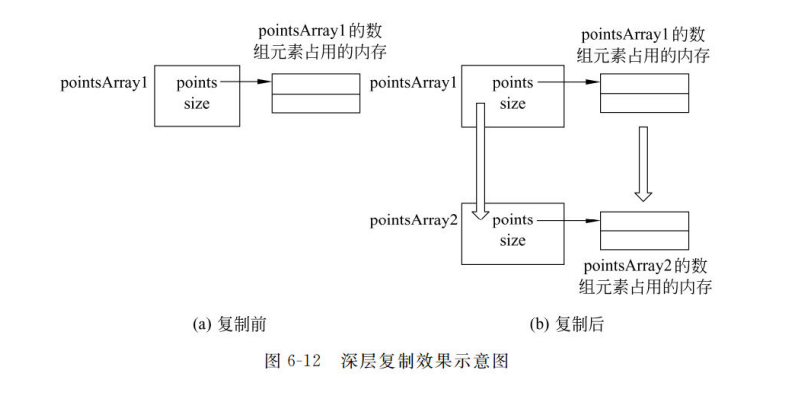 pointsArray1的数
组元素占用的内存
pointsArray1
points
size
(a) 复制前
pointsArray1的数
组元素占用的内存
pointsArray1
points
size
pointsArray2
points
size
pointsArray2的数
组元素占用的内存
(b) 复制后
图 6-12 深层复制效果示意图